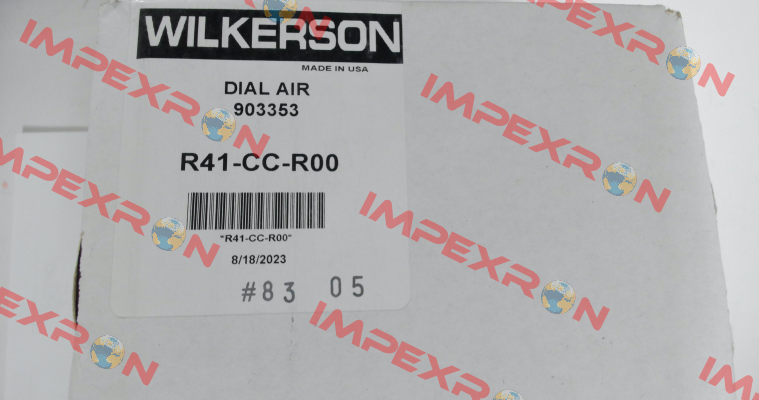 WILKERSON
MADE IN USA
DIAL AIR
903353
R41-CC-R00
"R41-CC-R00"
8/18/2023
#83 05
IMPEXRON
IMPEXRON
IMPEXRON
IMPEXRON
IMPEXRON
IMPEXRON
IMPEXRON
IMPEXRON
IM